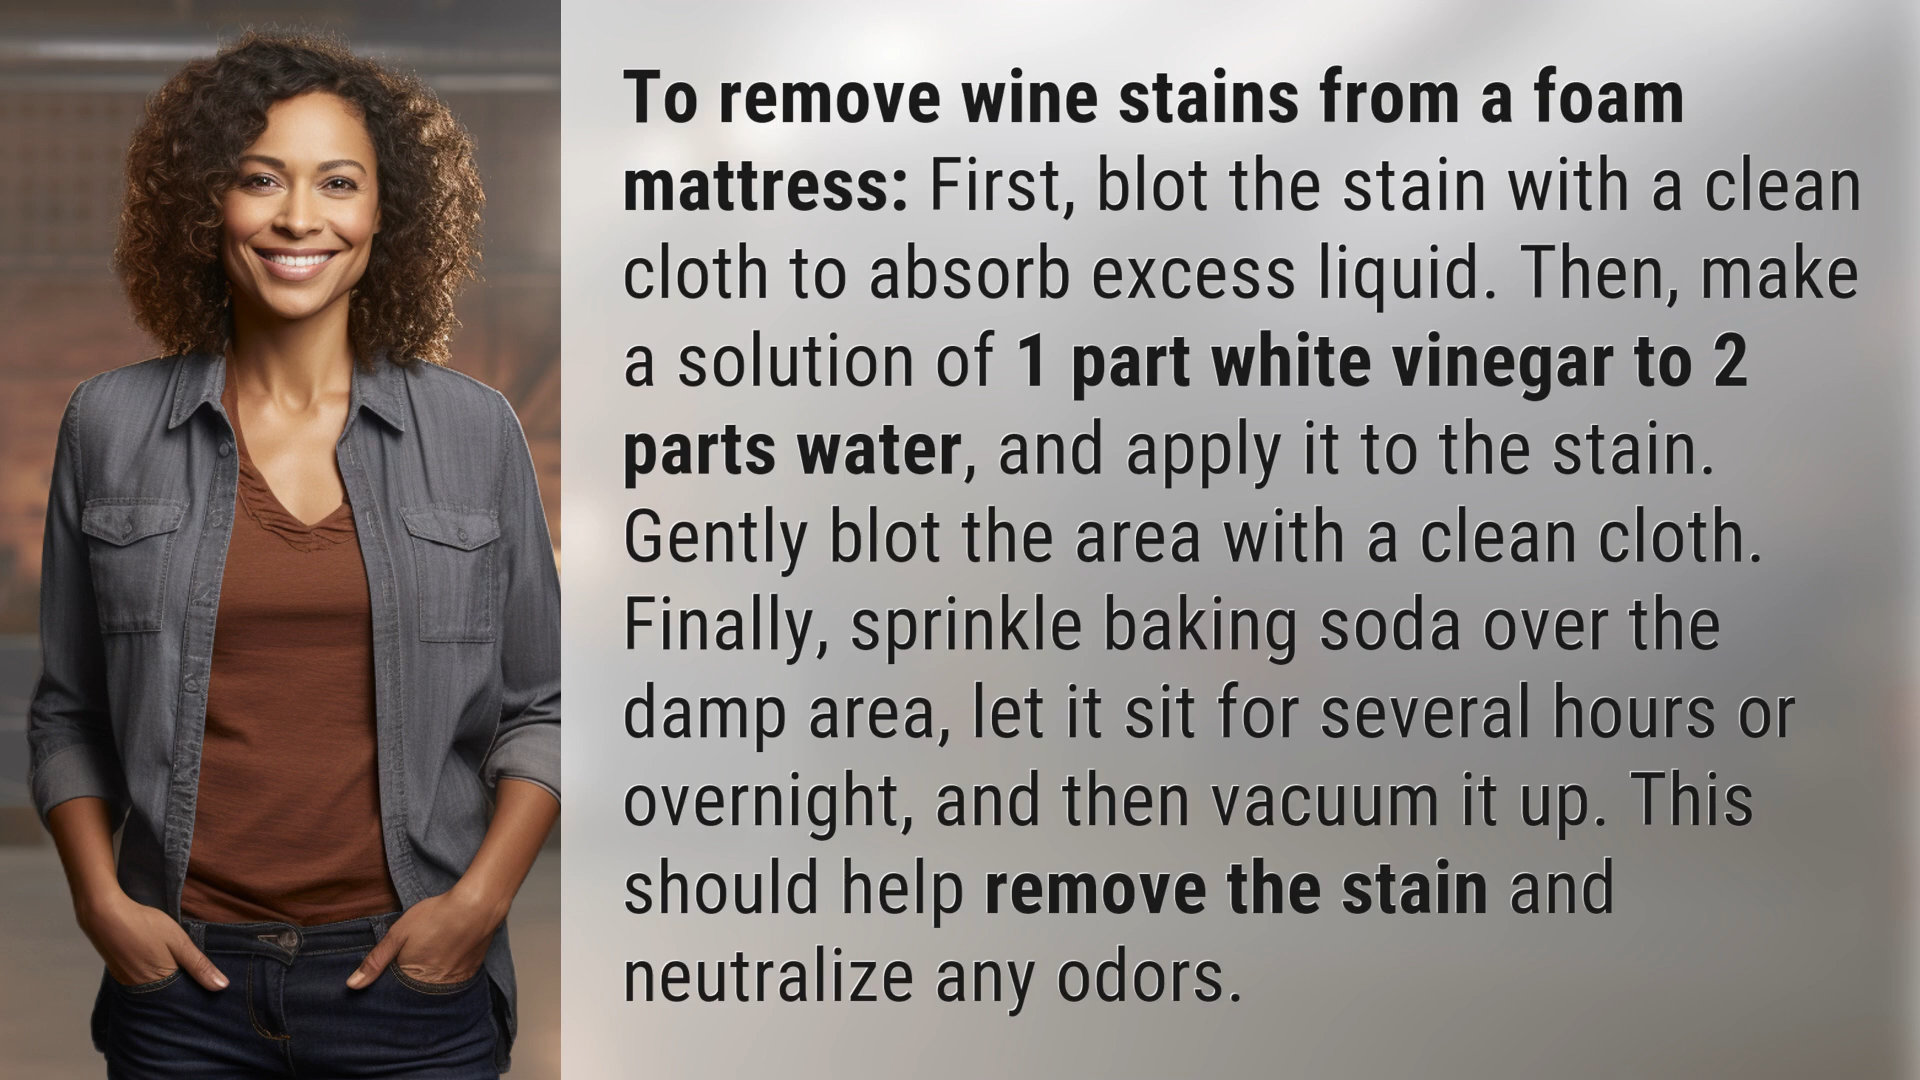 To remove wine stains from a foam
mattress: First, blot the stain with a clean
cloth to absorb excess liquid. Then, make
a solution of 1 part white vinegar to 2
parts water, and apply it to the stain.
Gently blot the area with a clean cloth.
Finally, sprinkle baking soda over the
damp area, let it sit for several hours or
overnight, and then vacuum it up. This
should help remove the stain and
neutralize any odors.